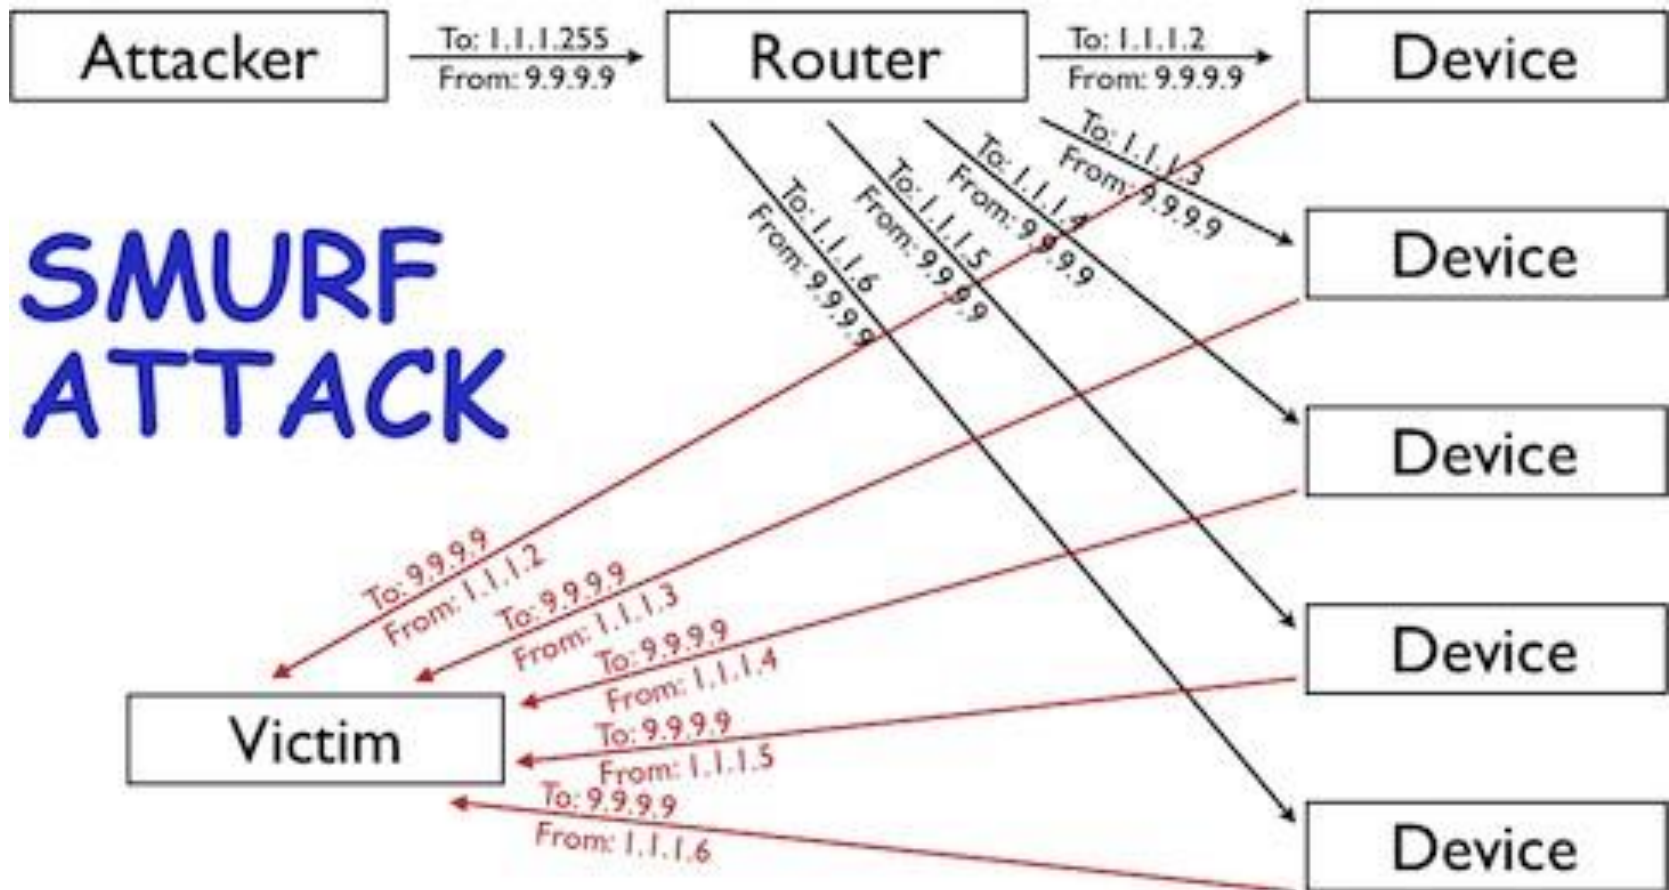 Attacker
To: 1.1.1.255
From: 9.9.9.9
Router
To: 1.1.1.2
From: 9.9.9.9
Device
To: 1.1.1.3
From: 9.9.9.9
To: 1.1.1.4
From: 9.9.9.9
To: 1.1.1.5
From: 9.9.9.9
To: 1.1.1.6
From: 9.9.9.9
Device
SMURF
ATTACK
Device
To: 9.9.9.9
From: 1.1.1.2
To: 9.9.9.9
From: 1.1.1.3
To: 9.9.9.9
From: 1.1.1.4
Device
Victim
To: 9.9.9.9
From: 1.1.1.5
To: 9.9.9.9
From: 1.1.1.6
Device